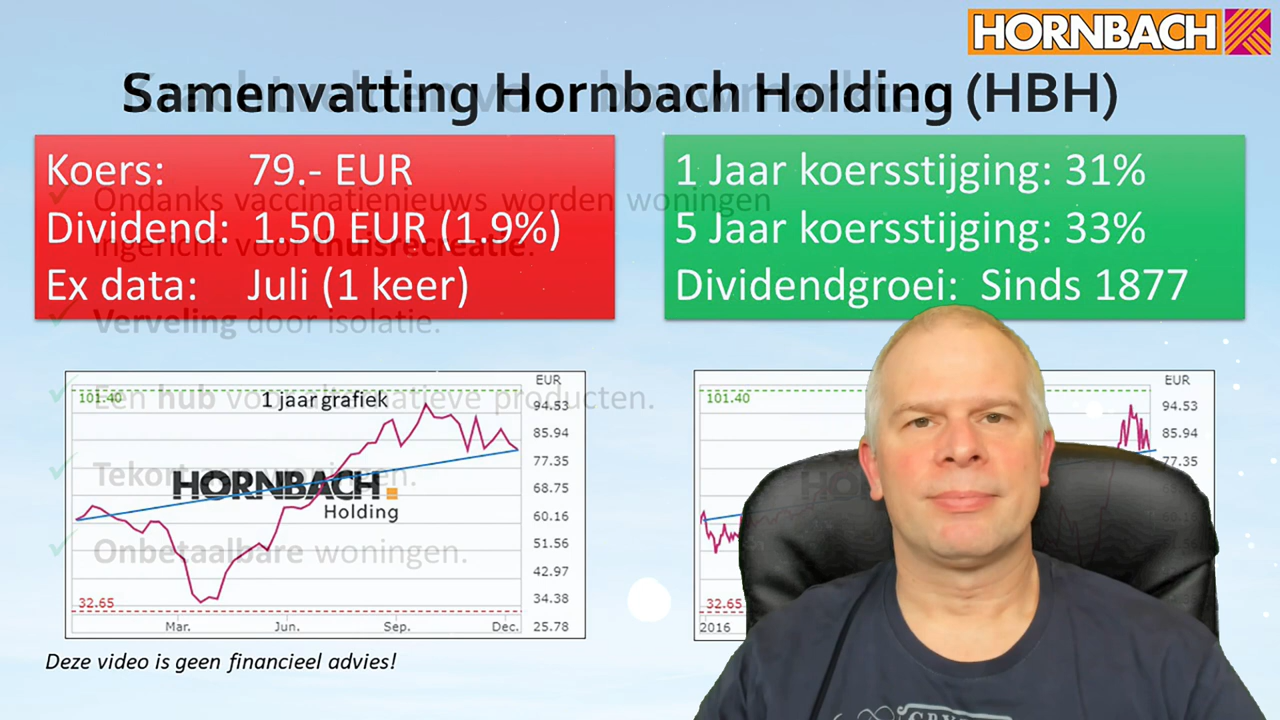 HORNBACH
Samenvatting Hornbach Holding (HBH)
Koers: 79.- EUR
Dividend: 1.50 EUR (1.9%)
Ex data: Juli (1 keer)
1 Jaar koersstijging: 31%
5 Jaar koersstijging: 33%
Dividendgroei: Sinds 1877
Ondanks vaccinatienieuws worden woningen
ingericht voor thuisrecreatie.
Verveling door isolatie.
Een hub producten.
Onbetaalbare woningen.
1 jaar grafiek
101.40
32.65
HORNBACH
Holding
EUR
94.53
85.94
77.35
68.75
60.16
51.56
42.97
34.38
25.78
Mar. Jun. Sep. Dec.
101.40
32.65
2016
EUR
94.53
85.94
77.35
Deze video is geen financieel advies!